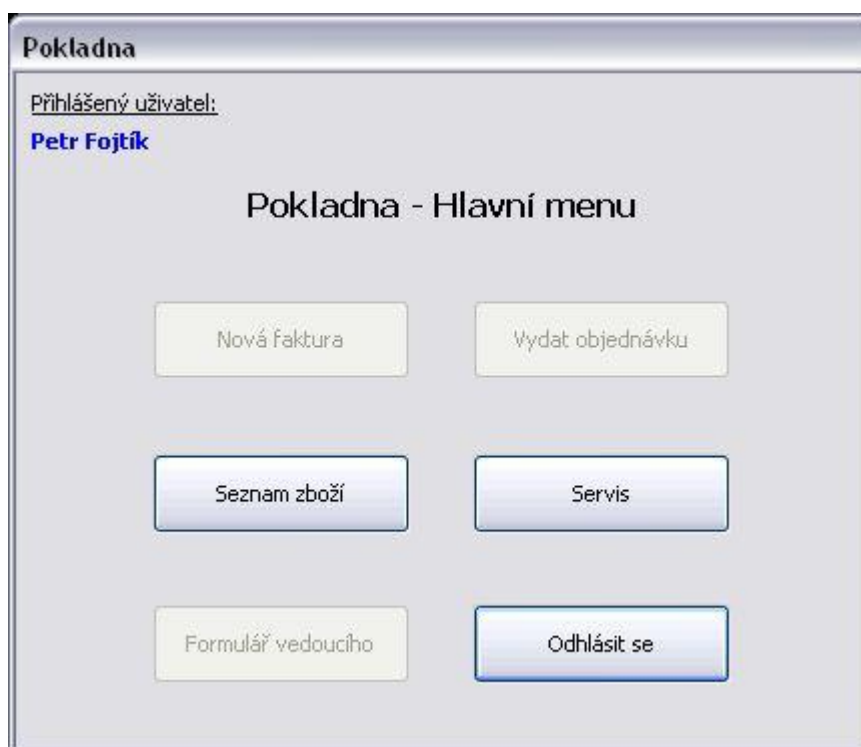 Pokladna
Přihlášený uživatel:
Petr Fojtík
Pokladna - Hlavní menu
Nová faktura
Vydat objednávku
Seznam zboží
Servis
Formulář vedoucího
Odhlásit se